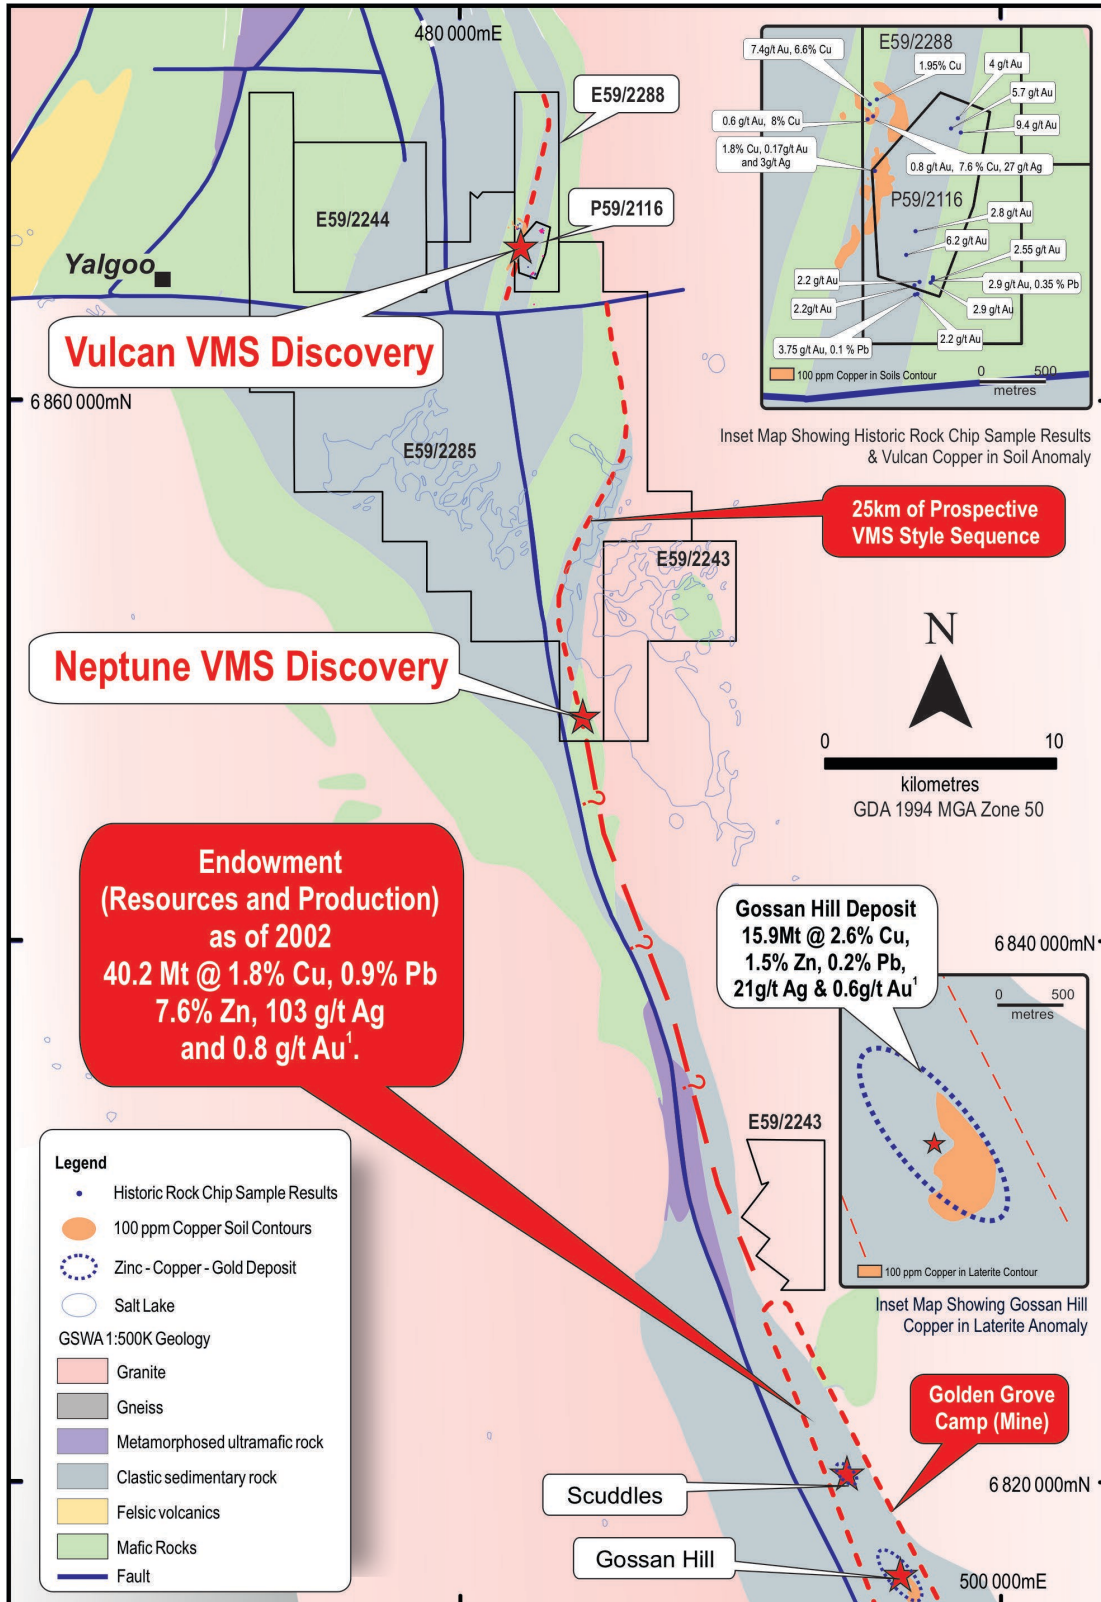 480 000mE
E59/2288
7.4g/t Au, 6.6% Cu
1.95% Cu
4 g/t Au
5.7 g/t Au
0.6 g/t Au, 8% Cu
9.4 g/t Au
1.8% Cu, 0.17g/t Au
and 3g/t Ag
0.8 g/t Au, 7.6 % Cu, 27 g/t Ag
P59/2116
2.8 g/t Au
6.2 g/t Au
2.55 g/t Au
2.2 g/t Au
2.9 g/t Au, 0.35 % Pb
2.2g/t Au
2.9 g/t Au
3.75 g/t Au, 0.1 % Pb
2.2 g/t Au
100 ppm Copper in Soils Contour
0 500
metres
Inset Map Showing Historic Rock Chip Sample Results
& Vulcan Copper in Soil Anomaly
E59/2288
P59/2116
E59/2244
Yalgoo
Vulcan VMS Discovery
6 860 000mN
E59/2285
25km of Prospective
VMS Style Sequence
E59/2243
Neptune VMS Discovery
N
0 10
kilometres
GDA 1994 MGA Zone 50
?
?
?
Endowment
(Resources and Production)
as of 2002
40.2 Mt @ 1.8% Cu, 0.9% Pb
7.6% Zn, 103 g/t Ag
and 0.8 g/t Au¹.
Gossan Hill Deposit
15.9Mt @ 2.6% Cu,
1.5% Zn, 0.2% Pb,
21g/t Ag & 0.6g/t Au¹
6 840 000mN
0 500
metres
100 ppm Copper in Laterite Contour
Inset Map Showing Gossan Hill
Copper in Laterite Anomaly
E59/2243
Legend
Historic Rock Chip Sample Results
100 ppm Copper Soil Contours
Zinc - Copper - Gold Deposit
Salt Lake
GSWA 1:500K Geology
Granite
Gneiss
Metamorphosed ultramafic rock
Clastic sedimentary rock
Felsic volcanics
Mafic Rocks
Fault
Golden Grove
Camp (Mine)
Scuddles
6 820 000mN
Gossan Hill
500 000mE